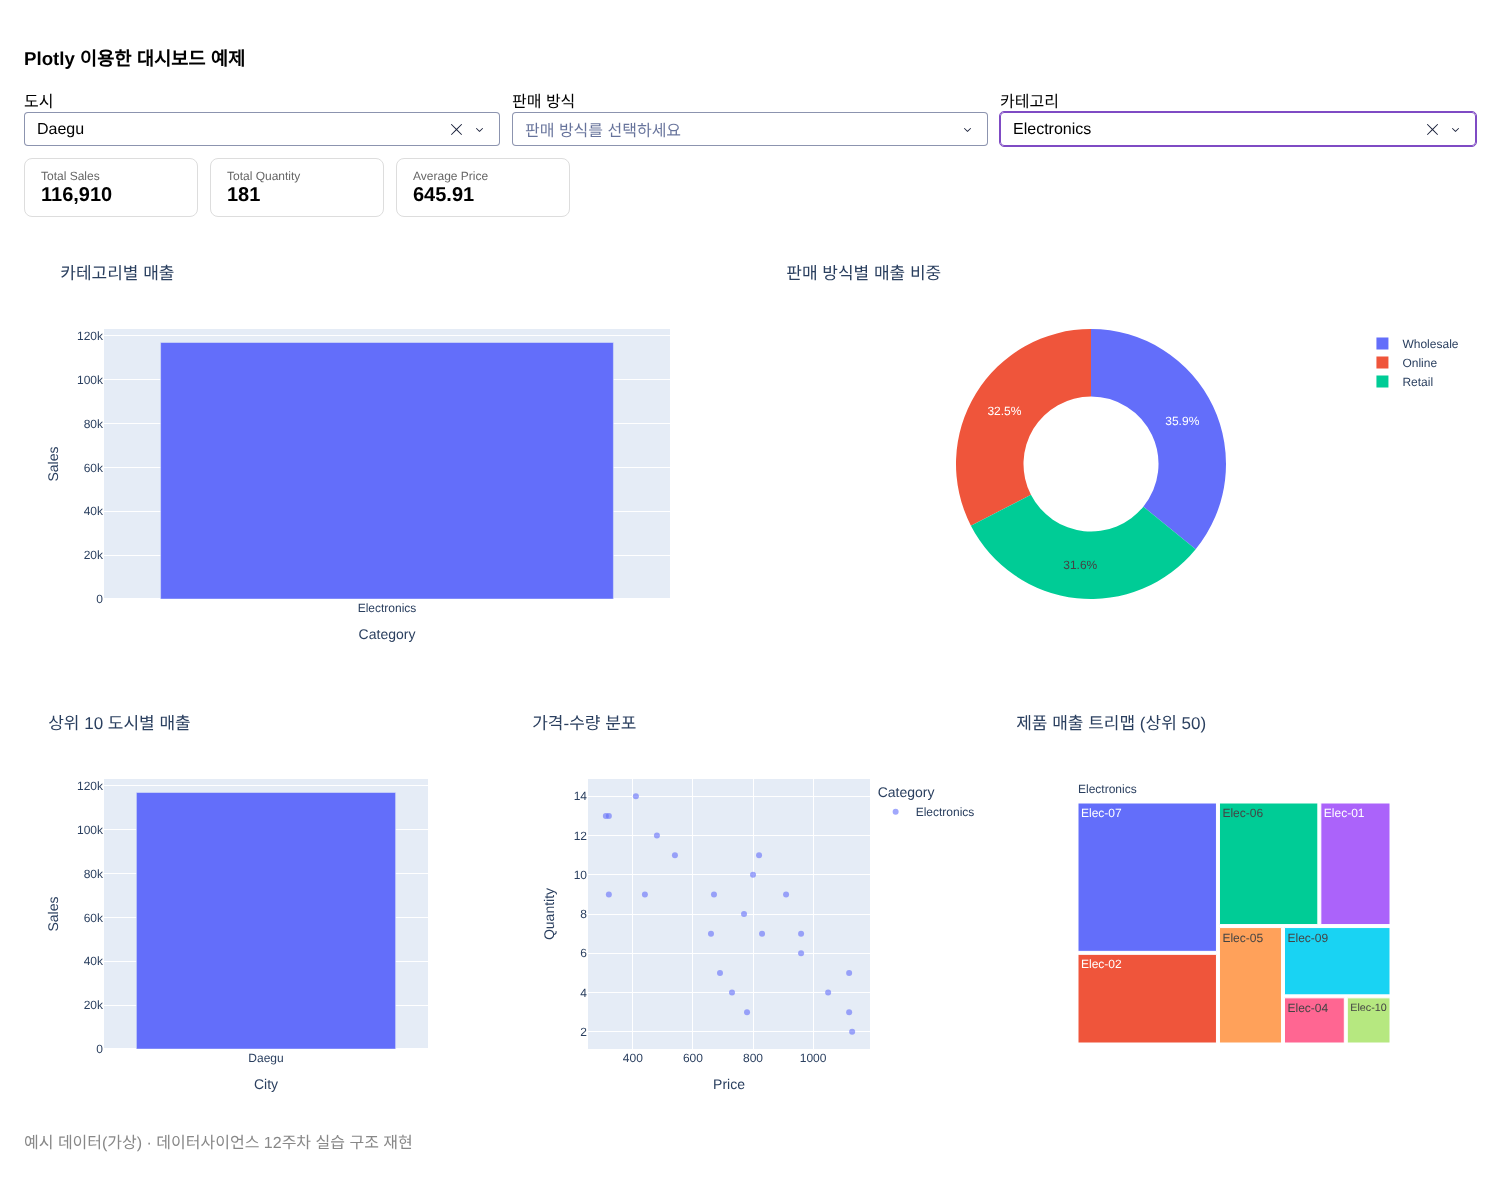 Plotly 이용한 대시보드 예제
도시
판매 방식
카테고리
Daegu
판매 방식를 선택하세요
Electronics
Total Sales
116,910
Total Quantity
181
Average Price
645.91
카테고리별 매출
120k
100k
80k
60k
40k
20k
0
Sales
Electronics
Category
판매 방식별 매출 비중
32.5%
35.9%
31.6%
Wholesale
Online
Retail
상위 10 도시별 매출
120k
100k
80k
60k
40k
20k
0
Sales
Daegu
City
가격-수량 분포
14
12
10
8
6
4
2
Quantity
400 600 800 1000
Price
Category
Electronics
제품 매출 트리맵 (상위 50)
Electronics
Elec-07
Elec-06
Elec-01
Elec-05
Elec-09
Elec-02
Elec-04
Elec-10
예시 데이터(가상) · 데이터사이언스 12주차 실습 구조 재현